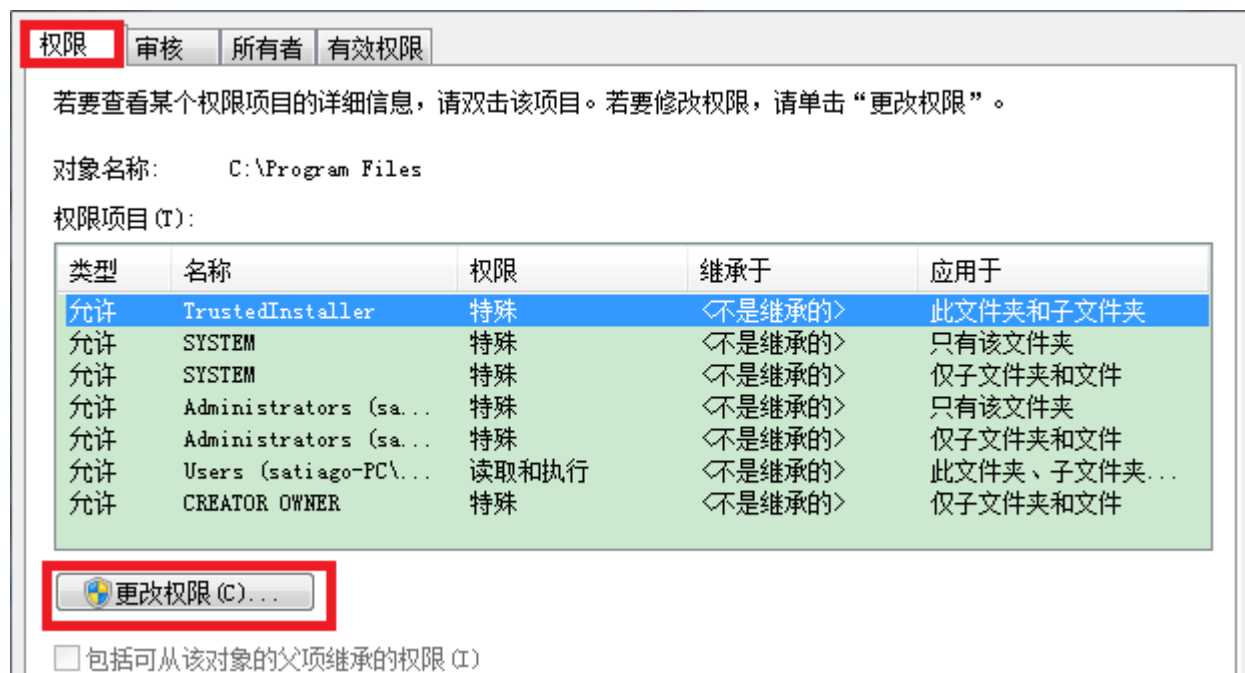 权限 审核 所有者 有效权限
若要查看某个权限项目的详细信息，请双击该项目。若要修改权限，请单击“更改权限”。
对象名称: C:\Program Files
权限项目(T):
类型 名称 权限 继承于 应用于
允许 TrustedInstaller 特殊 <不是继承的> 此文件夹和子文件夹
允许 SYSTEM 特殊 <不是继承的> 只有该文件夹
允许 SYSTEM 特殊 <不是继承的> 仅子文件夹和文件
允许 Administrators (sa... 特殊 <不是继承的> 只有该文件夹
允许 Administrators (sa... 特殊 <不是继承的> 仅子文件夹和文件
允许 Users (satiago-PC\... 读取和执行 <不是继承的> 此文件夹、子文件夹...
允许 CREATOR OWNER 特殊 <不是继承的> 仅子文件夹和文件
更改权限(C)...
包括可从该对象的父项继承的权限(I)